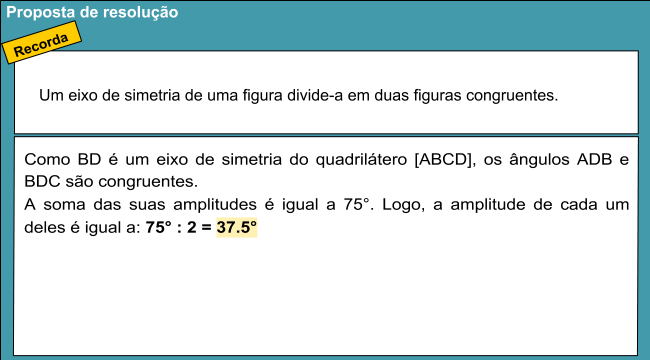 Proposta de resolução
Recorda
Um eixo de simetria de uma figura divide-a em duas figuras congruentes.
Como BD é um eixo de simetria do quadrilátero [ABCD], os ângulos ADB e
BDC são congruentes.
A soma das suas amplitudes é igual a 75°. Logo, a amplitude de cada um
deles é igual a: 75° : 2 = 37.5°